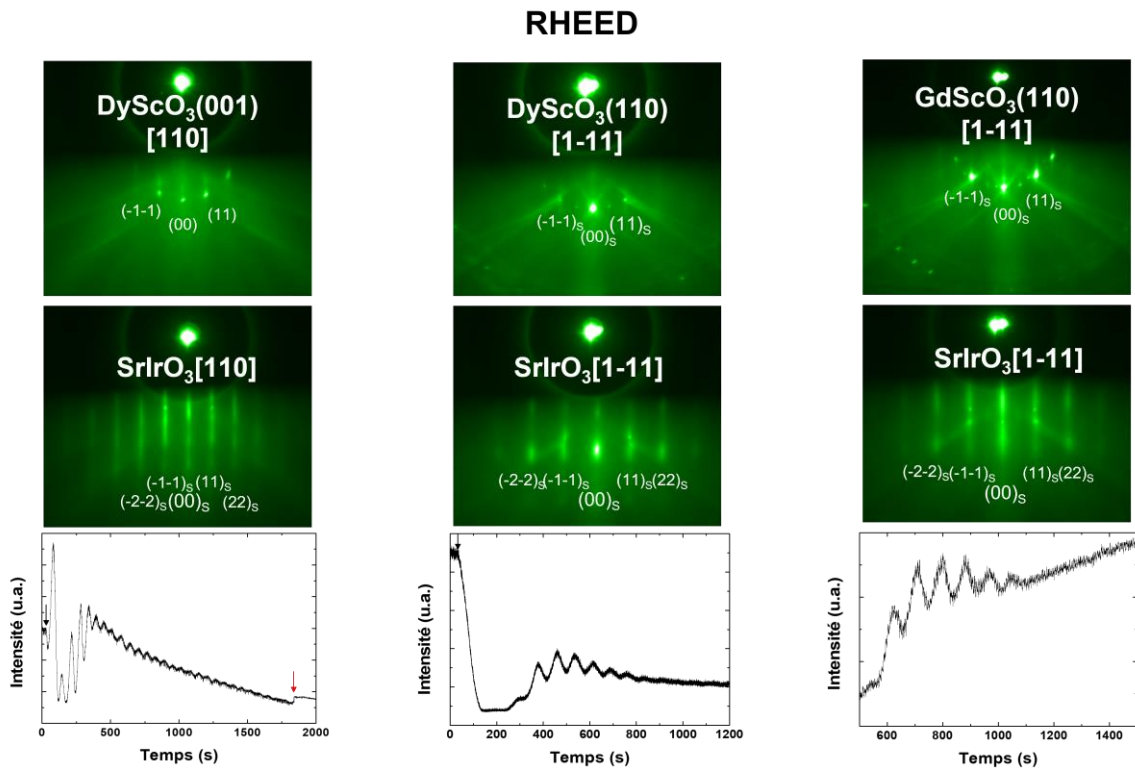 RHEED
DyScO₃(001)
[110]
(-1-1)
(00)
(11)
DyScO₃(110)
[1-11]
(-1-1)S
(00)S
(11)S
GdScO₃(110)
[1-11]
(-1-1)S
(00)S
(11)S
SrIrO₃[110]
(-1-1)S (11)S
(-2-2)S (00)S (22)S
SrIrO₃[1-11]
(-2-2)S (-1-1)S (11)S (22)S
(00)S
SrIrO₃[1-11]
(-2-2)S (-1-1)S (11)S (22)S
(00)S
Intensité (u.a.)
0 500 1000 1500 2000
Temps (s)
Intensité (u.a.)
0 200 400 600 800 1000 1200
Temps (s)
Intensité (u.a.)
600 800 1000 1200 1400
Temps (s)